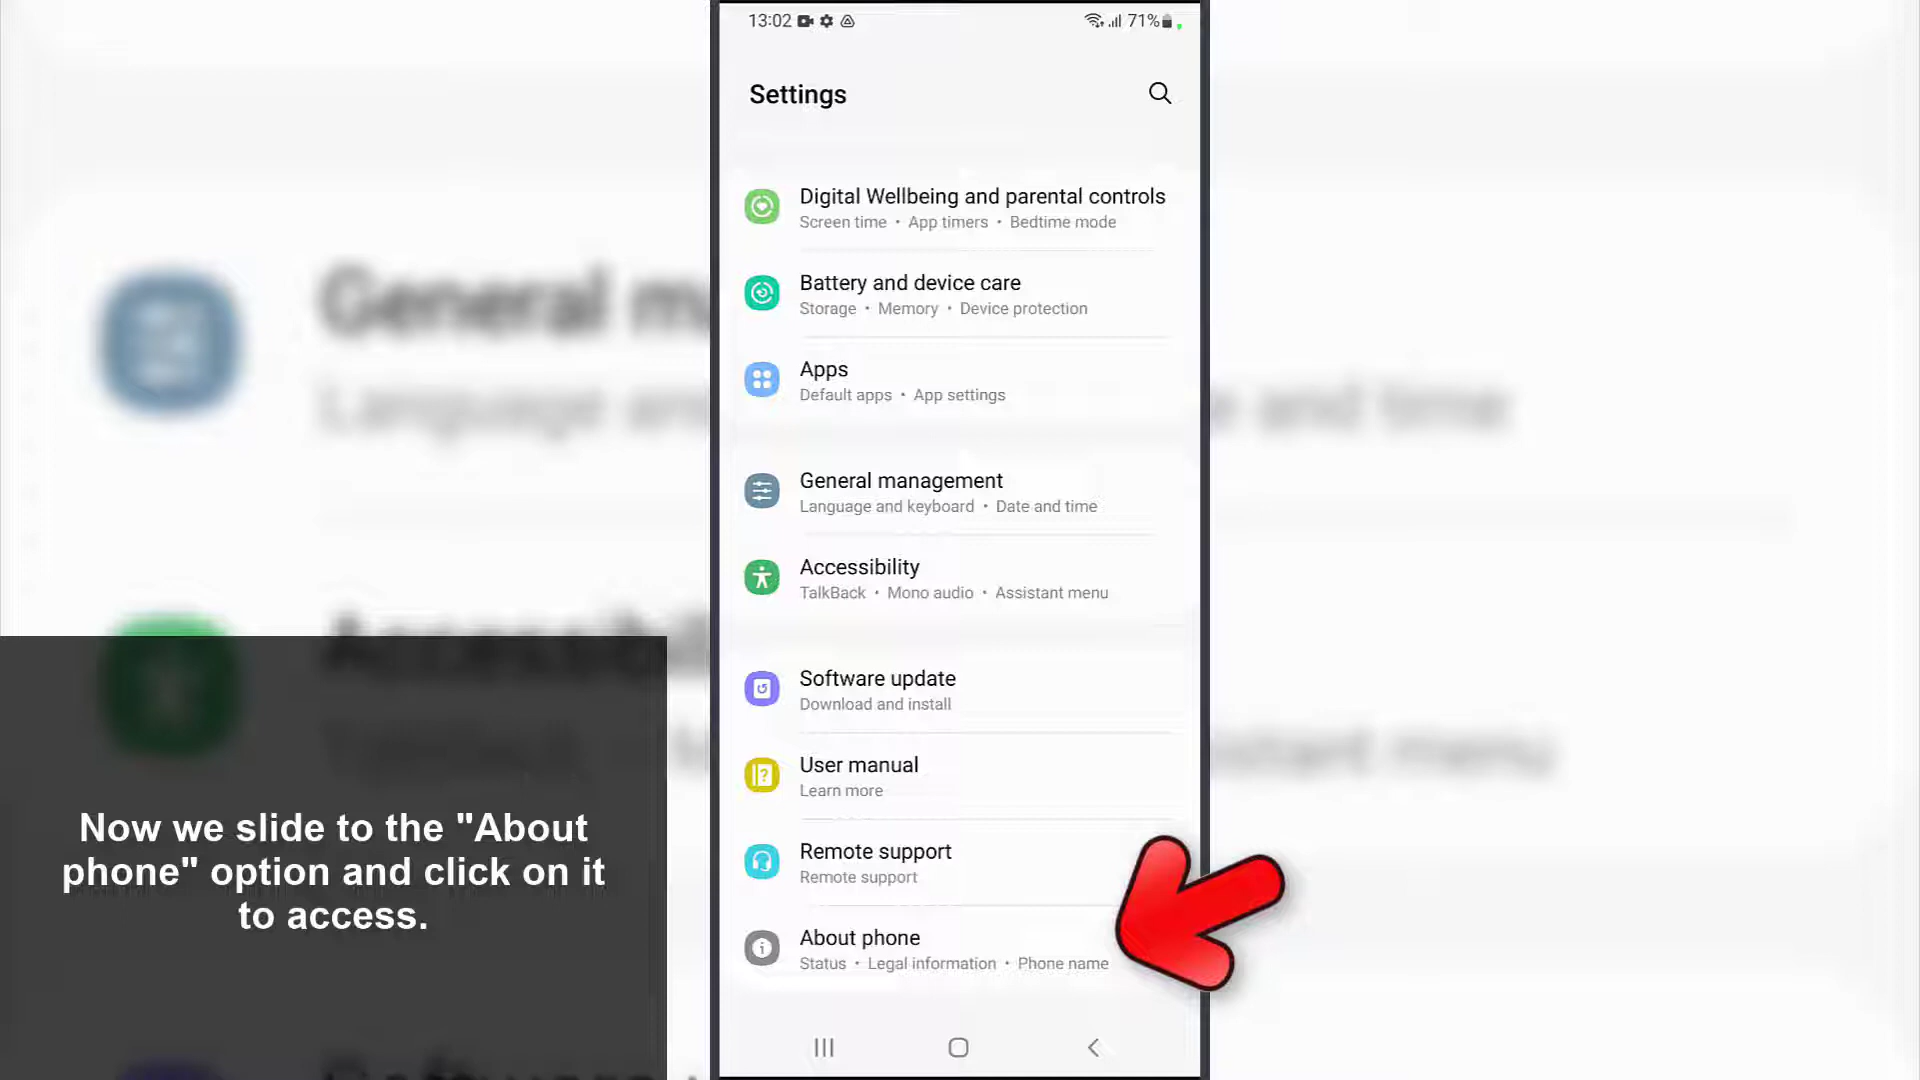 13:02
71%
Settings
Digital Wellbeing and parental controls
Screen time • App timers • Bedtime mode
Battery and device care
Storage • Memory • Device protection
Apps
Default apps • App settings
General management
Language and keyboard • Date and time
Accessibility
TalkBack • Mono audio • Assistant menu
Software update
Download and install
User manual
Learn more
Remote support
Remote support
About phone
Status • Legal information • Phone name
General m
Language an
e and time
Accessibil
istant menu
Now we slide to the "About
phone" option and click on it
to access.